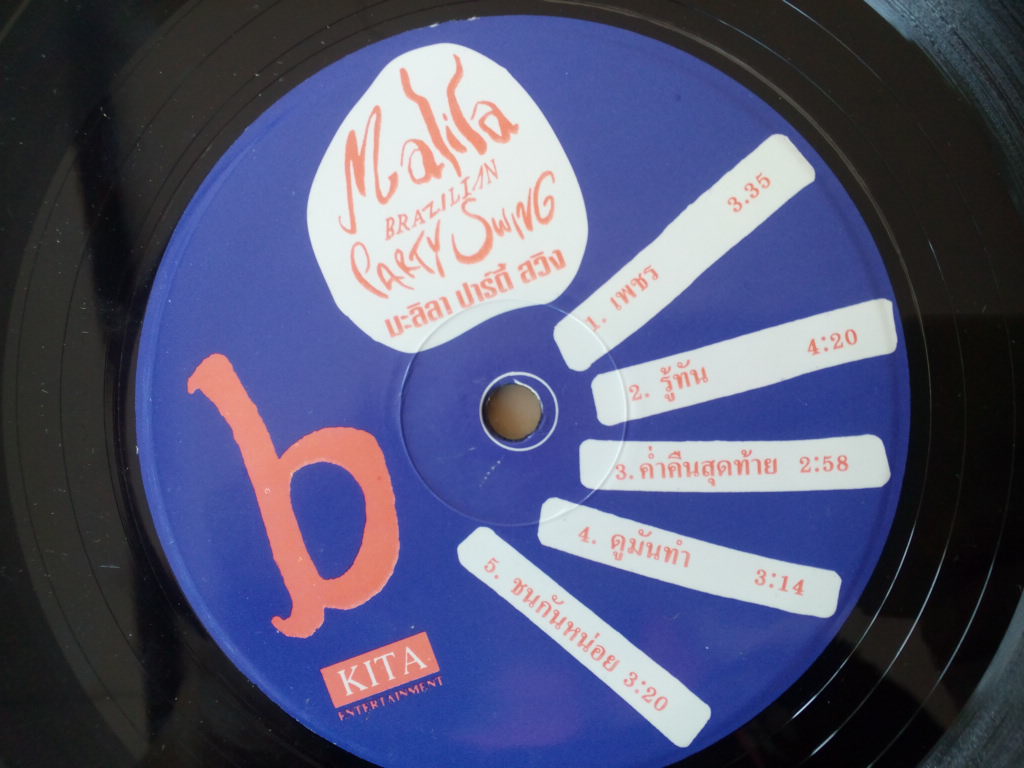 Malila
BRAZILIAN
PARTY SWING
มะลิลา ปาร์ตี้ สวิง
1. เพชร 3.35
2. รู้ทัน 4:20
3. ค่ำคืนสุดท้าย 2:58
4. ดูมันทำ 3:14
5. ชนกันหน่อย 3:20
b
KITA
ENTERTAINMENT